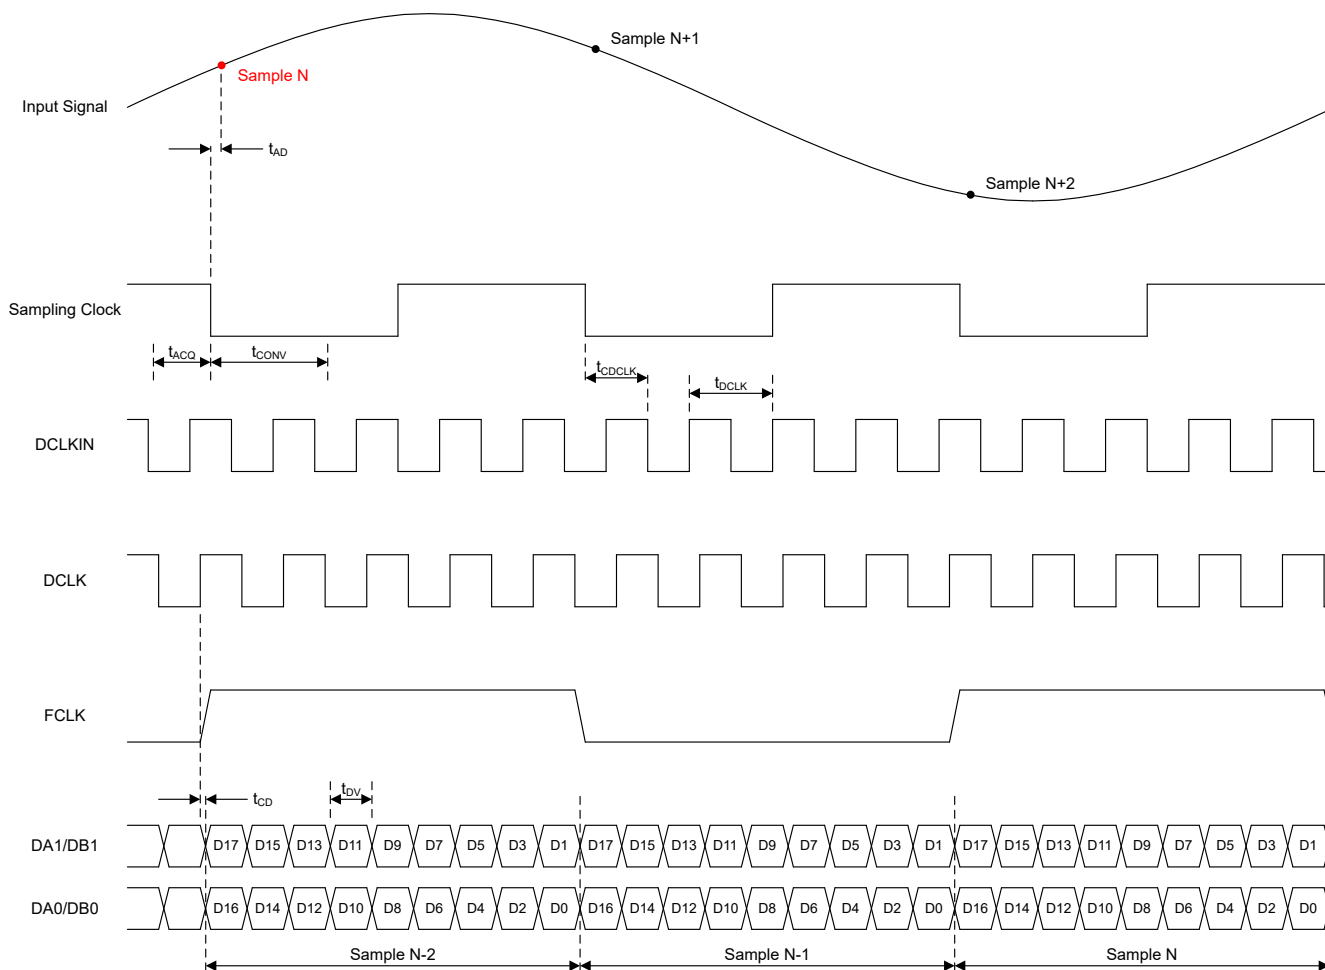 Sample N+1
Sample N
Input Signal
tAD
Sample N+2
Sampling Clock
tACQ tCONV tCDCLK tDCLK
DCLKIN
DCLK
FCLK
tCD tDV
DA1/DB1 D17 D15 D13 D11 D9 D7 D5 D3 D1 D17 D15 D13 D11 D9 D7 D5 D3 D1 D17 D15 D13 D11 D9 D7 D5 D3 D1
DA0/DB0 D16 D14 D12 D10 D8 D6 D4 D2 D0 D16 D14 D12 D10 D8 D6 D4 D2 D0 D16 D14 D12 D10 D8 D6 D4 D2 D0
Sample N-2 Sample N-1 Sample N